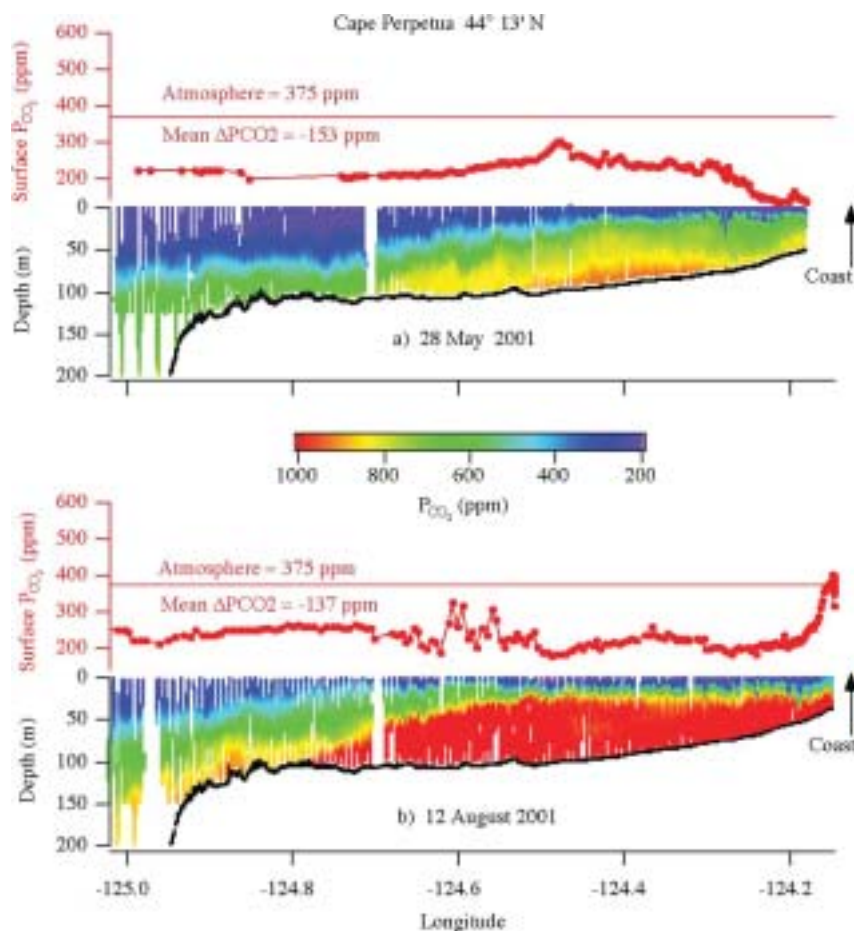 Cape Perpetua 44° 13' N
600
500
400
300
200
Surface PCO2 (ppm)
Atmosphere = 375 ppm
Mean ΔPCO2 = -153 ppm
0
50
100
150
200
Depth (m)
Coast
a) 28 May 2001
1000
800
600
400
200
PCO2 (ppm)
600
500
400
300
200
Surface PCO2 (ppm)
Atmosphere = 375 ppm
Mean ΔPCO2 = -137 ppm
0
50
100
150
200
Depth (m)
Coast
b) 12 August 2001
-125.0
-124.8
-124.6
-124.4
-124.2
Longitude